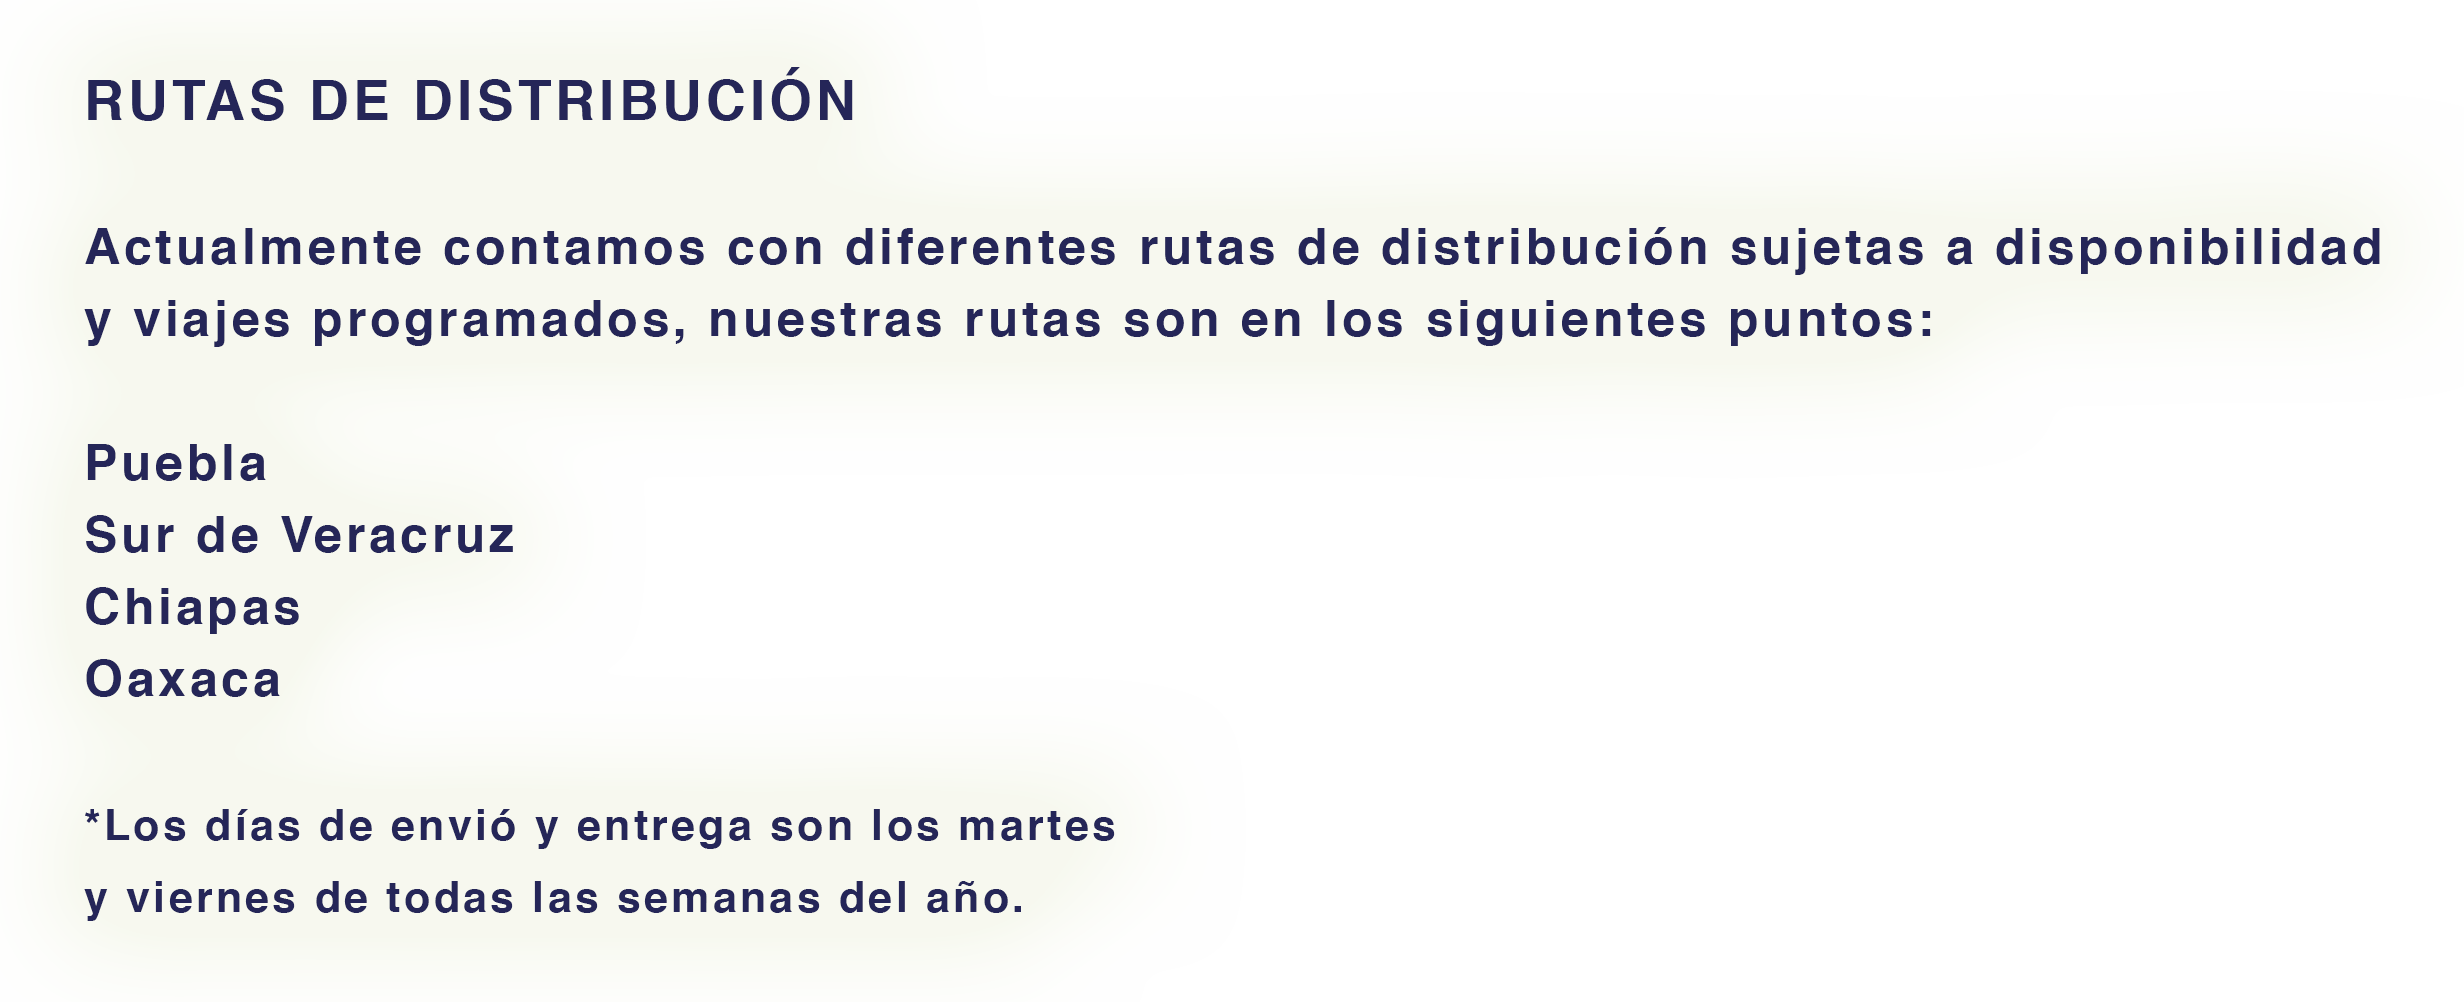 RUTAS DE DISTRIBUCIÓN
Actualmente contamos con diferentes rutas de distribución sujetas a disponibilidad
y viajes programados, nuestras rutas son en los siguientes puntos:
Puebla
Sur de Veracruz
Chiapas
Oaxaca
*Los días de envió y entrega son los martes
y viernes de todas las semanas del año.